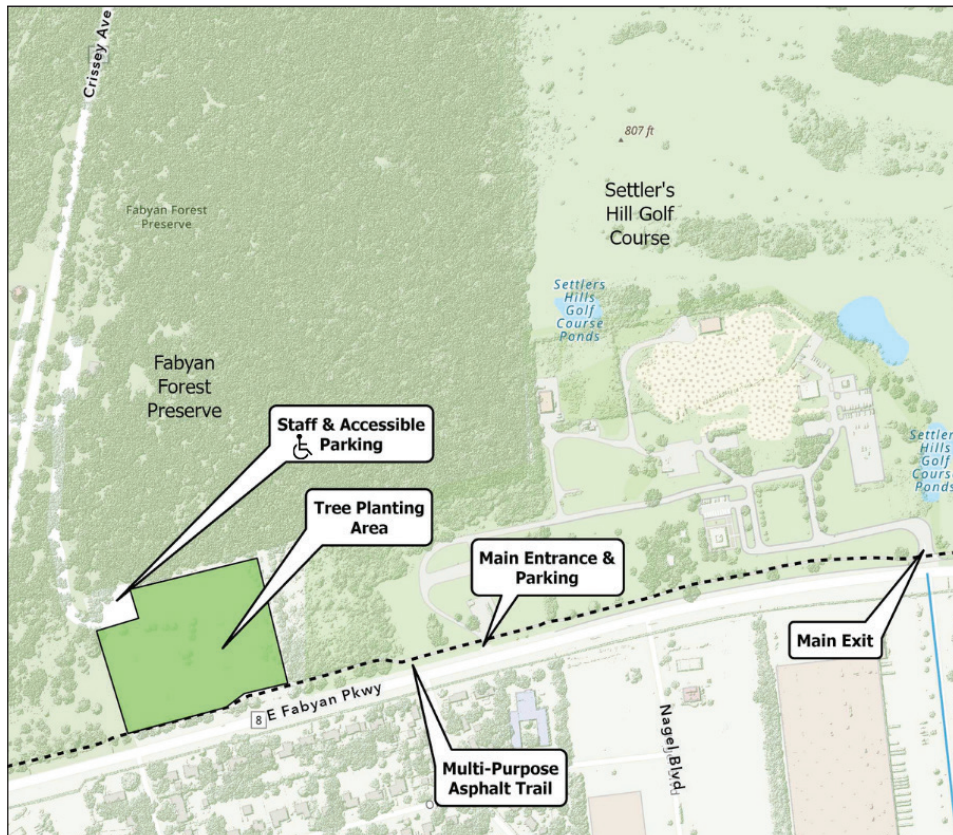 Crissey Ave
807 ft
Settler's
Hill Golf
Course
Fabyan Forest
Preserve
Settlers
Hills
Golf
Course
Ponds
Fabyan
Forest
Preserve
Staff & Accessible
Parking
Settlers
Hills
Golf
Course
Ponds
Tree Planting
Area
Main Entrance &
Parking
Main Exit
8
E Fabyan Pkwy
Nagel Blvd
Multi-Purpose
Asphalt Trail